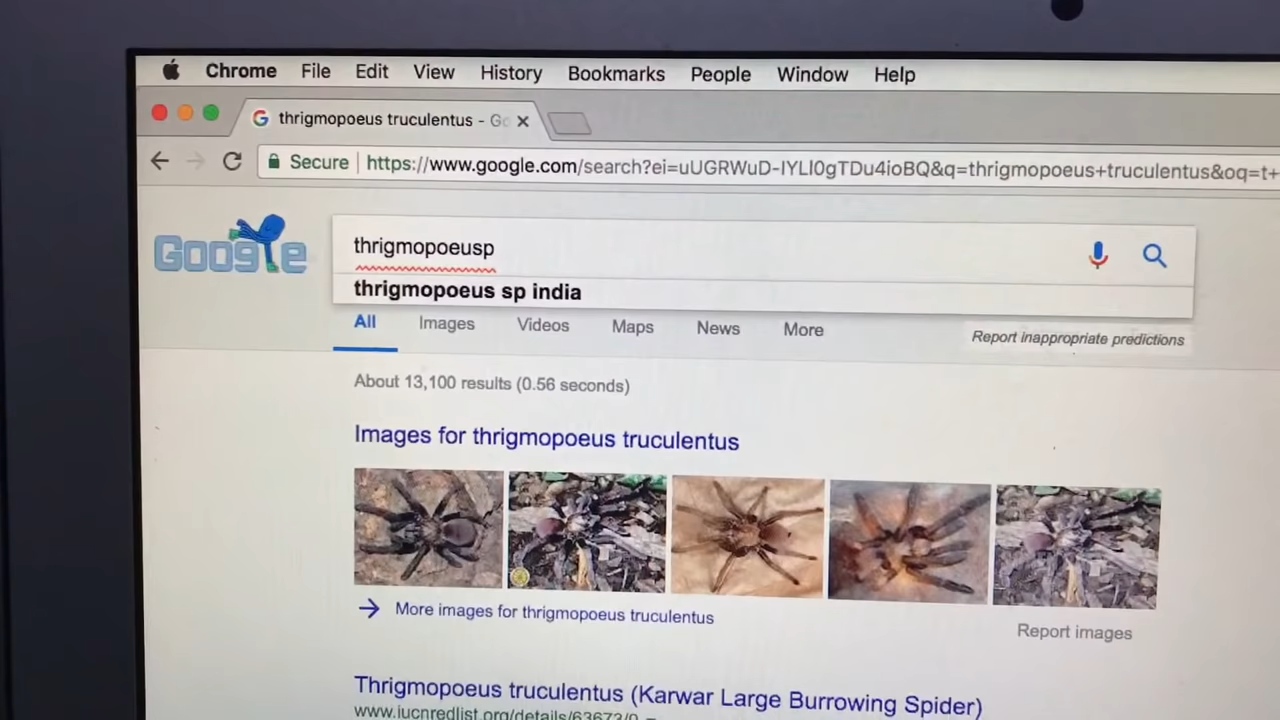 Chrome File Edit View History Bookmarks People Window Help
thrigmopoeus truculentus - Go
Secure https://www.google.com/search?ei=uUGRWuD-IYLl0gTDu4ioBQ&q=thrigmopoeus+truculentus&oq=t+
Google
thrigmopoeusp
thrigmopoeus sp india
All Images Videos Maps News More
Report inappropriate predictions
About 13,100 results (0.56 seconds)
Images for thrigmopoeus truculentus
More images for thrigmopoeus truculentus
Report images
Thrigmopoeus truculentus (Karwar Large Burrowing Spider)
www.iucnredlist.org/details/63673/0